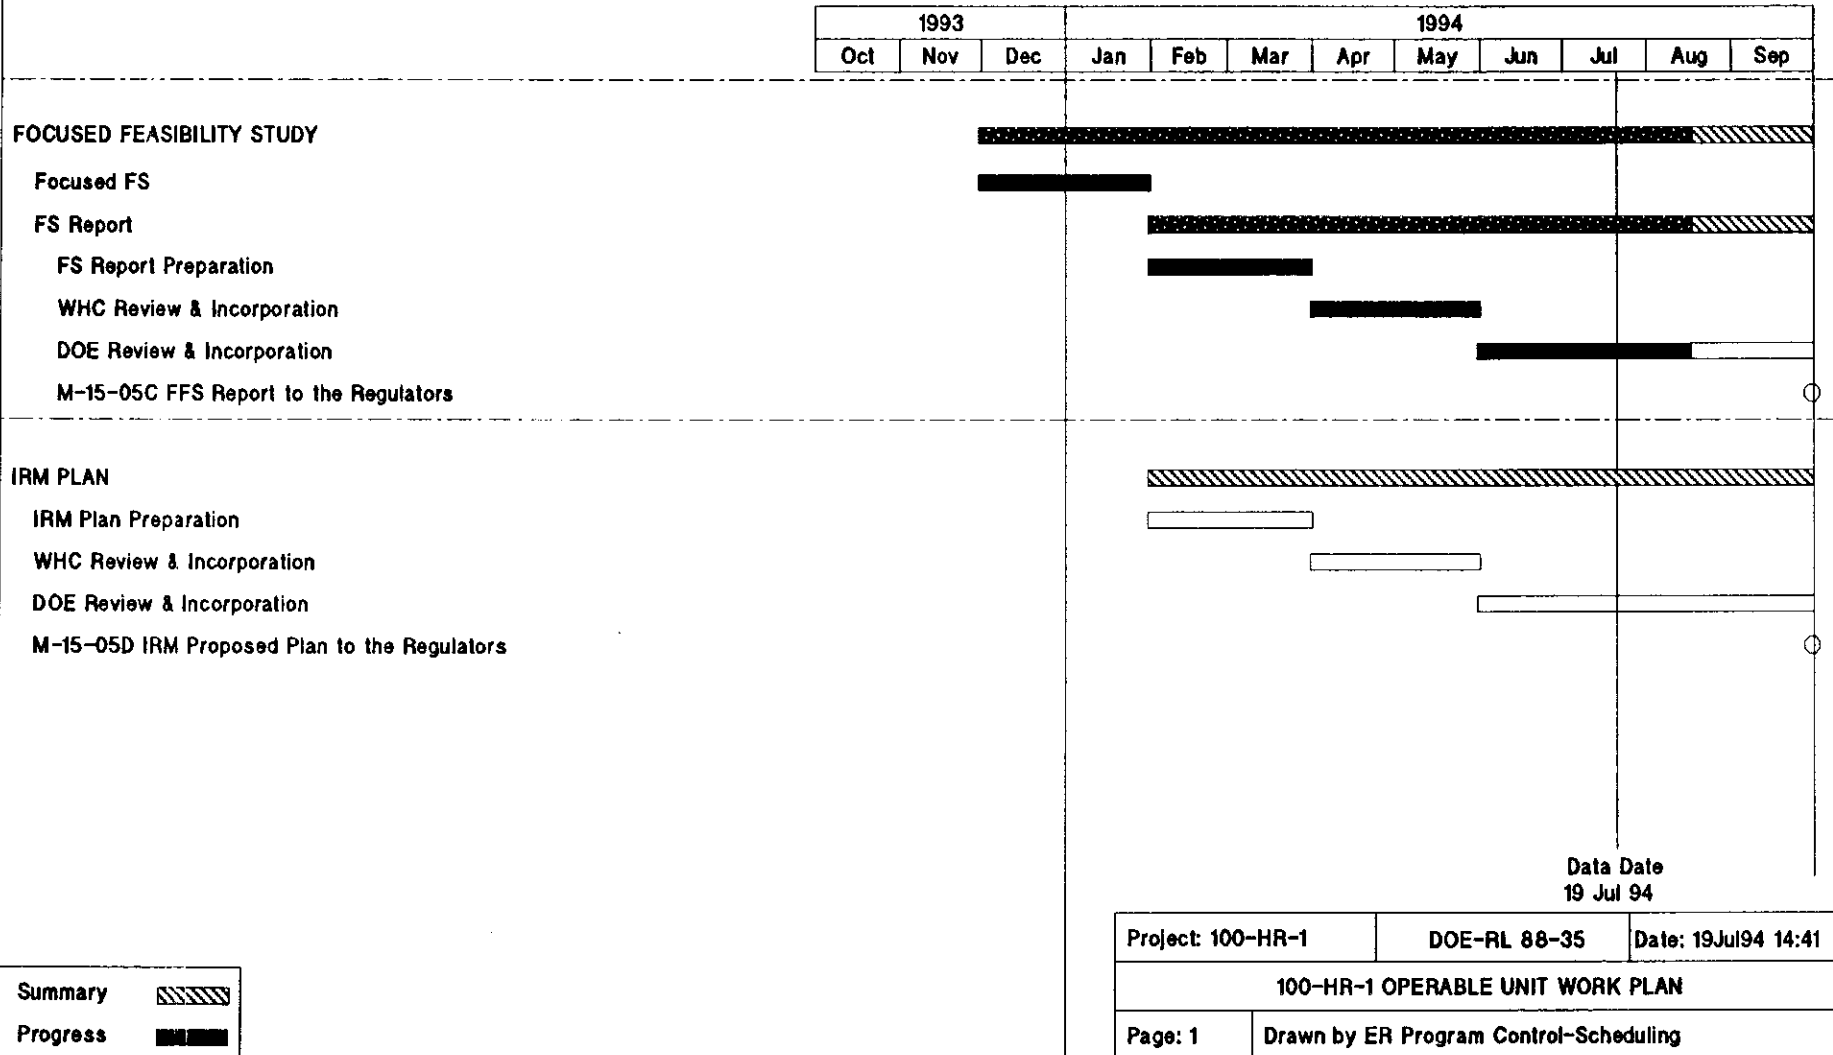 1993 1994
Oct Nov Dec Jan Feb Mar Apr May Jun Jul Aug Sep
FOCUSED FEASIBILITY STUDY
Focused FS
FS Report
FS Report Preparation
WHC Review & Incorporation
DOE Review & Incorporation
M-15-05C FFS Report to the Regulators
IRM PLAN
IRM Plan Preparation
WHC Review & Incorporation
DOE Review & Incorporation
M-15-05D IRM Proposed Plan to the Regulators
Data Date
19 Jul 94
Project: 100-HR-1 DOE-RL 88-35 Date: 19Jul94 14:41
100-HR-1 OPERABLE UNIT WORK PLAN
Page: 1 Drawn by ER Program Control-Scheduling
Summary
Progress